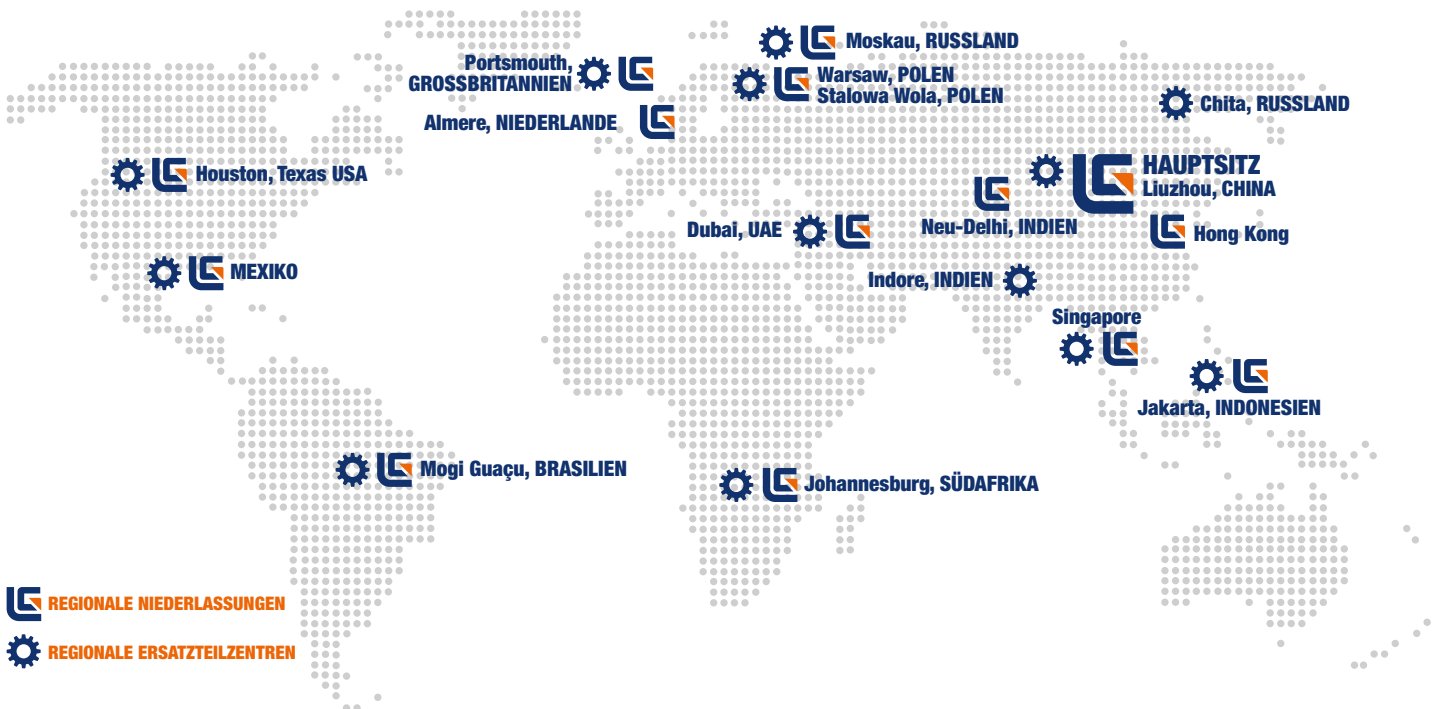 Moskau, RUSSLAND
Portsmouth,
GROSSBRITANNIEN
Warsaw, POLEN
Stalowa Wola, POLEN
Chita, RUSSLAND
Almere, NIEDERLANDE
Houston, Texas USA
HAUPTSITZ
Liuzhou, CHINA
Neu-Delhi, INDIEN
Dubai, UAE
Hong Kong
MEXIKO
Indore, INDIEN
Singapore
Jakarta, INDONESIEN
Mogi Guaçu, BRASILIEN
Johannesburg, SÜDAFRIKA
REGIONALE NIEDERLASSUNGEN
REGIONALE ERSATZTEILZENTREN